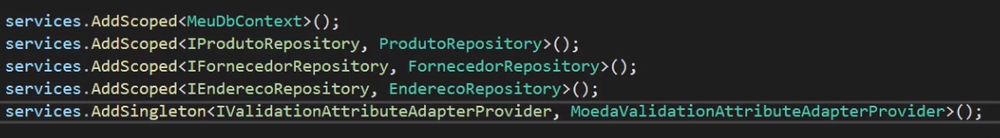 services.AddScoped<MeuDbContext>();
services.AddScoped<IProdutoRepository, ProdutoRepository>();
services.AddScoped<IFornecedorRepository, FornecedorRepository>();
services.AddScoped<IEnderecoRepository, EnderecoRepository>();
services.AddSingleton<IValidationAttributeAdapterProvider, MoedaValidationAttributeAdapterProvider>();